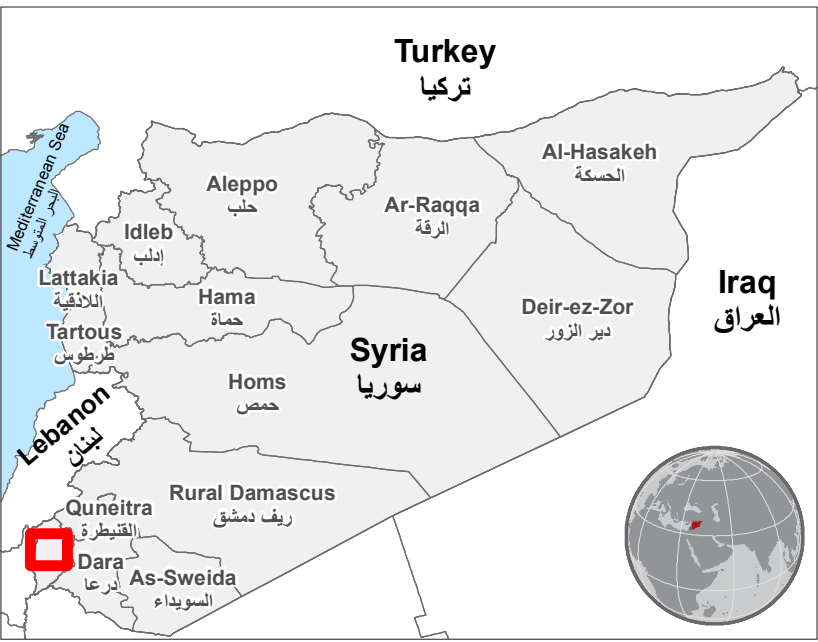 Turkey
تركيا
Mediterranean Sea
البحر المتوسط
Al-Hasakeh
الحسكة
Aleppo
حلب
Ar-Raqqa
الرقة
Idleb
إدلب
Lattakia
اللاذقية
Hama
حماة
Iraq
العراق
Deir-ez-Zor
دير الزور
Tartous
طرطوس
Syria
سوريا
Homs
حمص
Lebanon
لبنان
Rural Damascus
ريف دمشق
Quneitra
القنيطرة
Dara
درعا
As-Sweida
السويداء